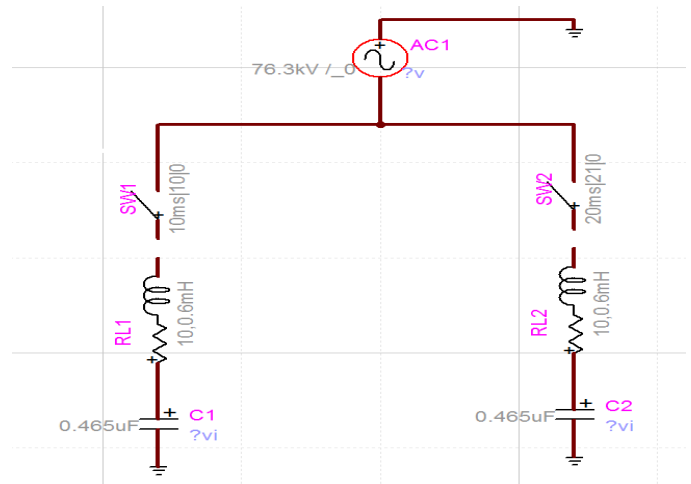 AC1
76.3kV /_0
?v
SW1
10ms|10|0
SW2
20ms|21|0
RL1
10,0.6mH
RL2
10,0.6mH
C1
0.465uF
?vi
C2
0.465uF
?vi